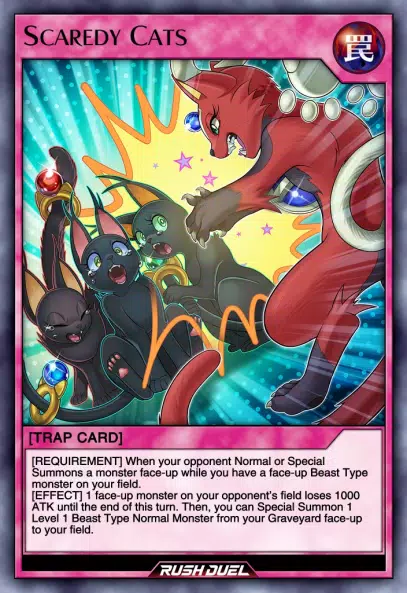 Scaredy Cats
罠
[TRAP CARD]
[REQUIREMENT] When your opponent Normal or Special
Summons a monster face-up while you have a face-up Beast Type
monster on your field.
[EFFECT] 1 face-up monster on your opponent's field loses 1000
ATK until the end of this turn. Then, you can Special Summon 1
Level 1 Beast Type Normal Monster from your Graveyard face-up
to your field.
RUSH DUEL